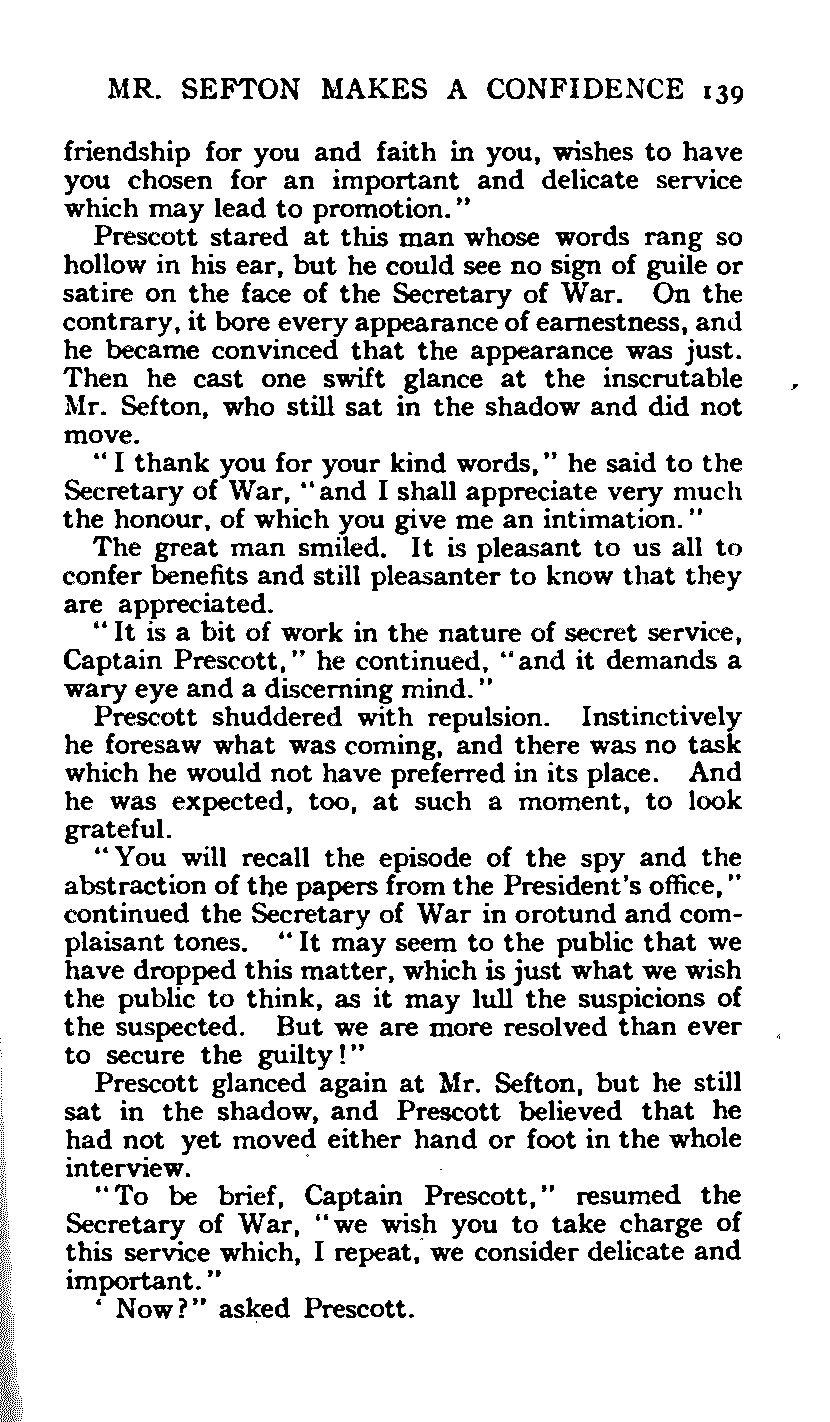 MR. SEFTON MAKES A CONFIDENCE 139
friendship for you and faith in you, wishes to have
you chosen for an important and delicate service
which may lead to promotion."
Prescott stared at this man whose words rang so
hollow in his ear, but he could see no sign of guile or
satire on the face of the Secretary of War. On the
contrary, it bore every appearance of earnestness, and
he became convinced that the appearance was just.
Then he cast one swift glance at the inscrutable
Mr. Sefton, who still sat in the shadow and did not
move.
"I thank you for your kind words," he said to the
Secretary of War, "and I shall appreciate very much
the honour, of which you give me an intimation."
The great man smiled. It is pleasant to us all to
confer benefits and still pleasanter to know that they
are appreciated.
"It is a bit of work in the nature of secret service,
Captain Prescott," he continued, "and it demands a
wary eye and a discerning mind."
Prescott shuddered with repulsion. Instinctively
he foresaw what was coming, and there was no task
which he would not have preferred in its place. And
he was expected, too, at such a moment, to look
grateful.
"You will recall the episode of the spy and the
abstraction of the papers from the President's office,"
continued the Secretary of War in orotund and com-
plaisant tones. "It may seem to the public that we
have dropped this matter, which is just what we wish
the public to think, as it may lull the suspicions of
the suspected. But we are more resolved than ever
to secure the guilty!"
Prescott glanced again at Mr. Sefton, but he still
sat in the shadow, and Prescott believed that he
had not yet moved either hand or foot in the whole
interview.
"To be brief, Captain Prescott," resumed the
Secretary of War, "we wish you to take charge of
this service which, I repeat, we consider delicate and
important."
' Now?" asked Prescott.